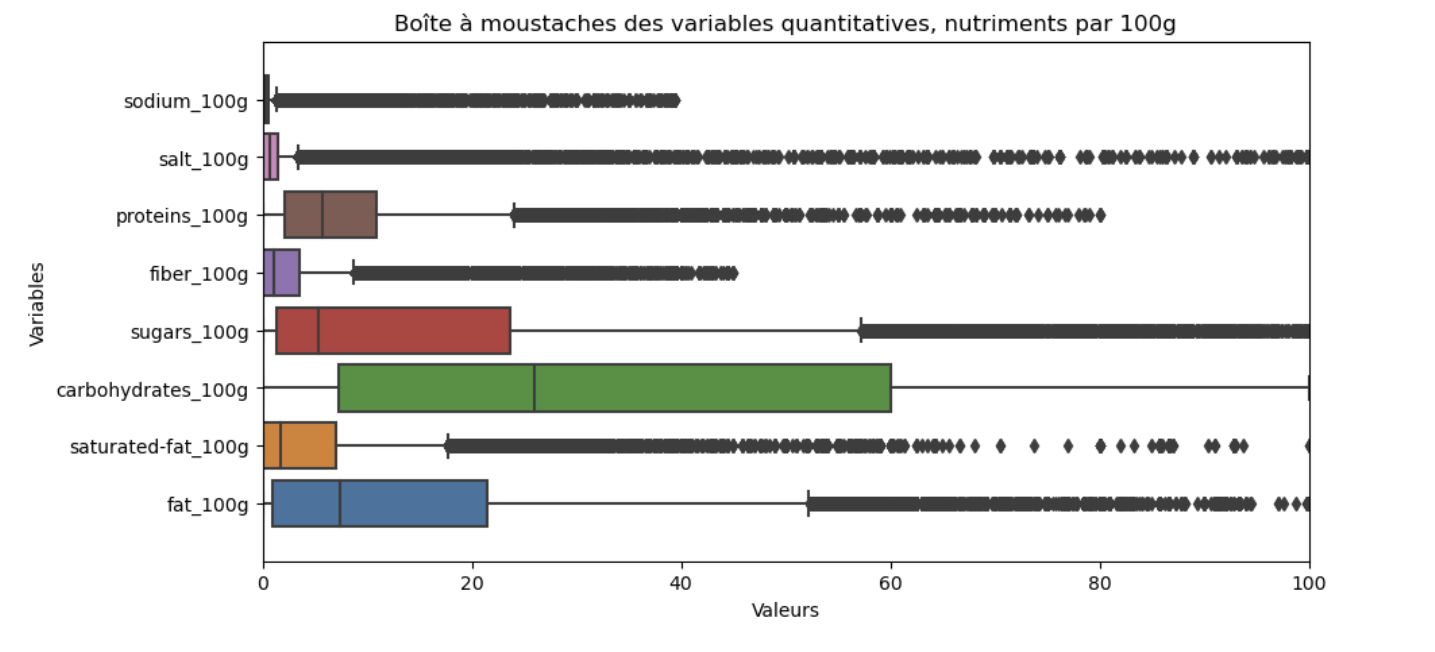 Boîte à moustaches des variables quantitatives, nutriments par 100g
sodium_100g
salt_100g
proteins_100g
fiber_100g
sugars_100g
carbohydrates_100g
saturated-fat_100g
fat_100g
Variables
0 20 40 60 80 100
Valeurs